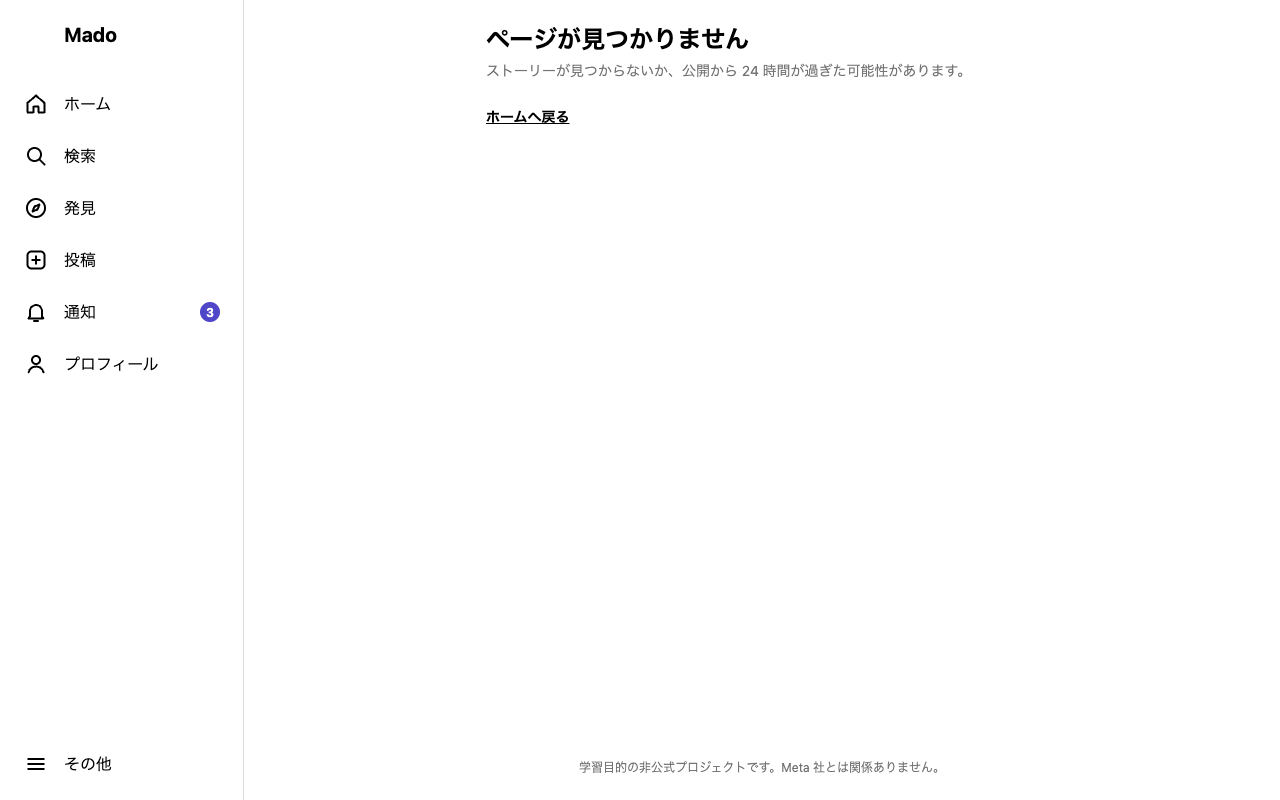 Mado
ホーム
検索
発見
投稿
通知
3
プロフィール
その他
ページが見つかりません
ストーリーが見つからないか、公開から 24 時間が過ぎた可能性があります。
ホームへ戻る
学習目的の非公式プロジェクトです。Meta 社とは関係ありません。